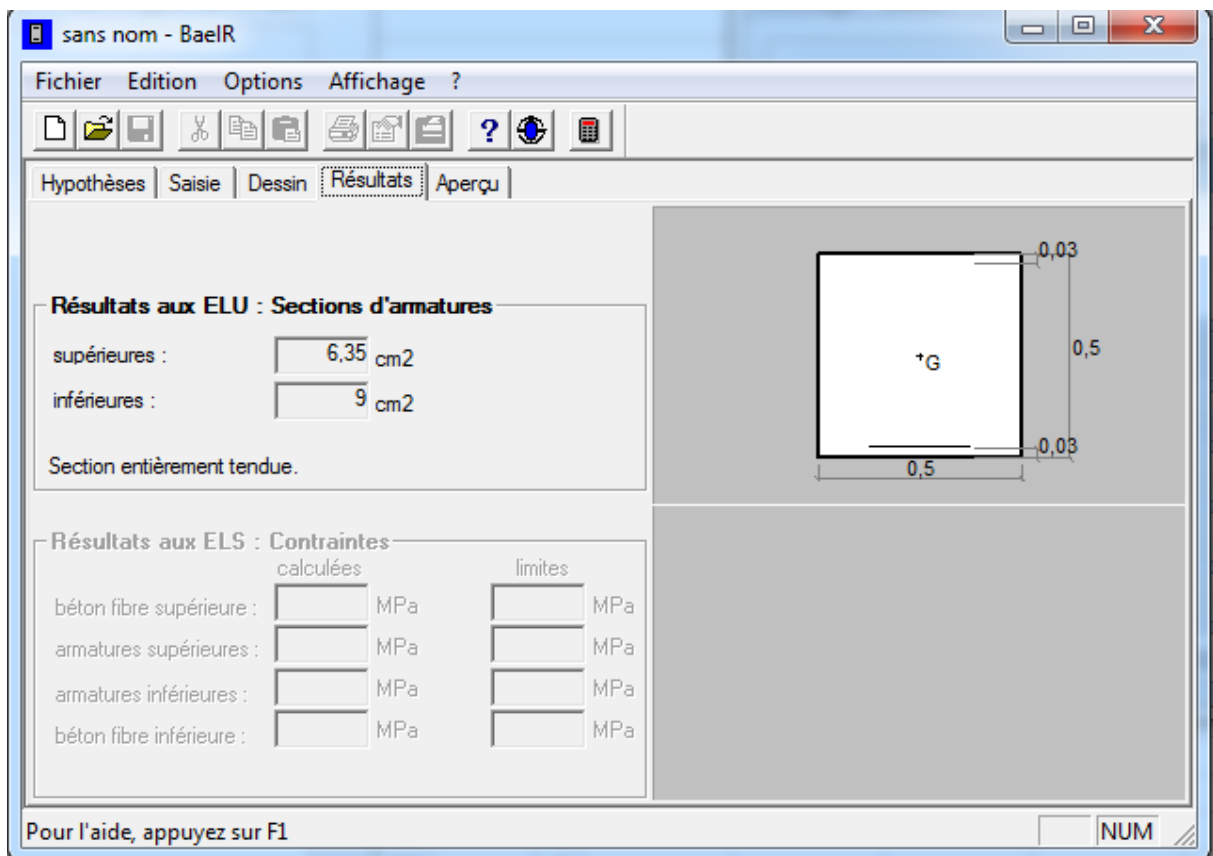 sans nom - BaelR
X
Fichier Edition Options Affichage ?
?
Hypothèses Saisie Dessin Résultats Aperçu
Résultats aux ELU : Sections d'armatures
supérieures : 6,35 cm2
inférieures : 9 cm2
Section entièrement tendue.
0,03
+G
0,5
0,03
0,5
Résultats aux ELS : Contraintes
calculées limites
béton fibre supérieure : MPa MPa
armatures supérieures : MPa MPa
armatures inférieures : MPa MPa
béton fibre inférieure : MPa MPa
Pour l'aide, appuyez sur F1
NUM